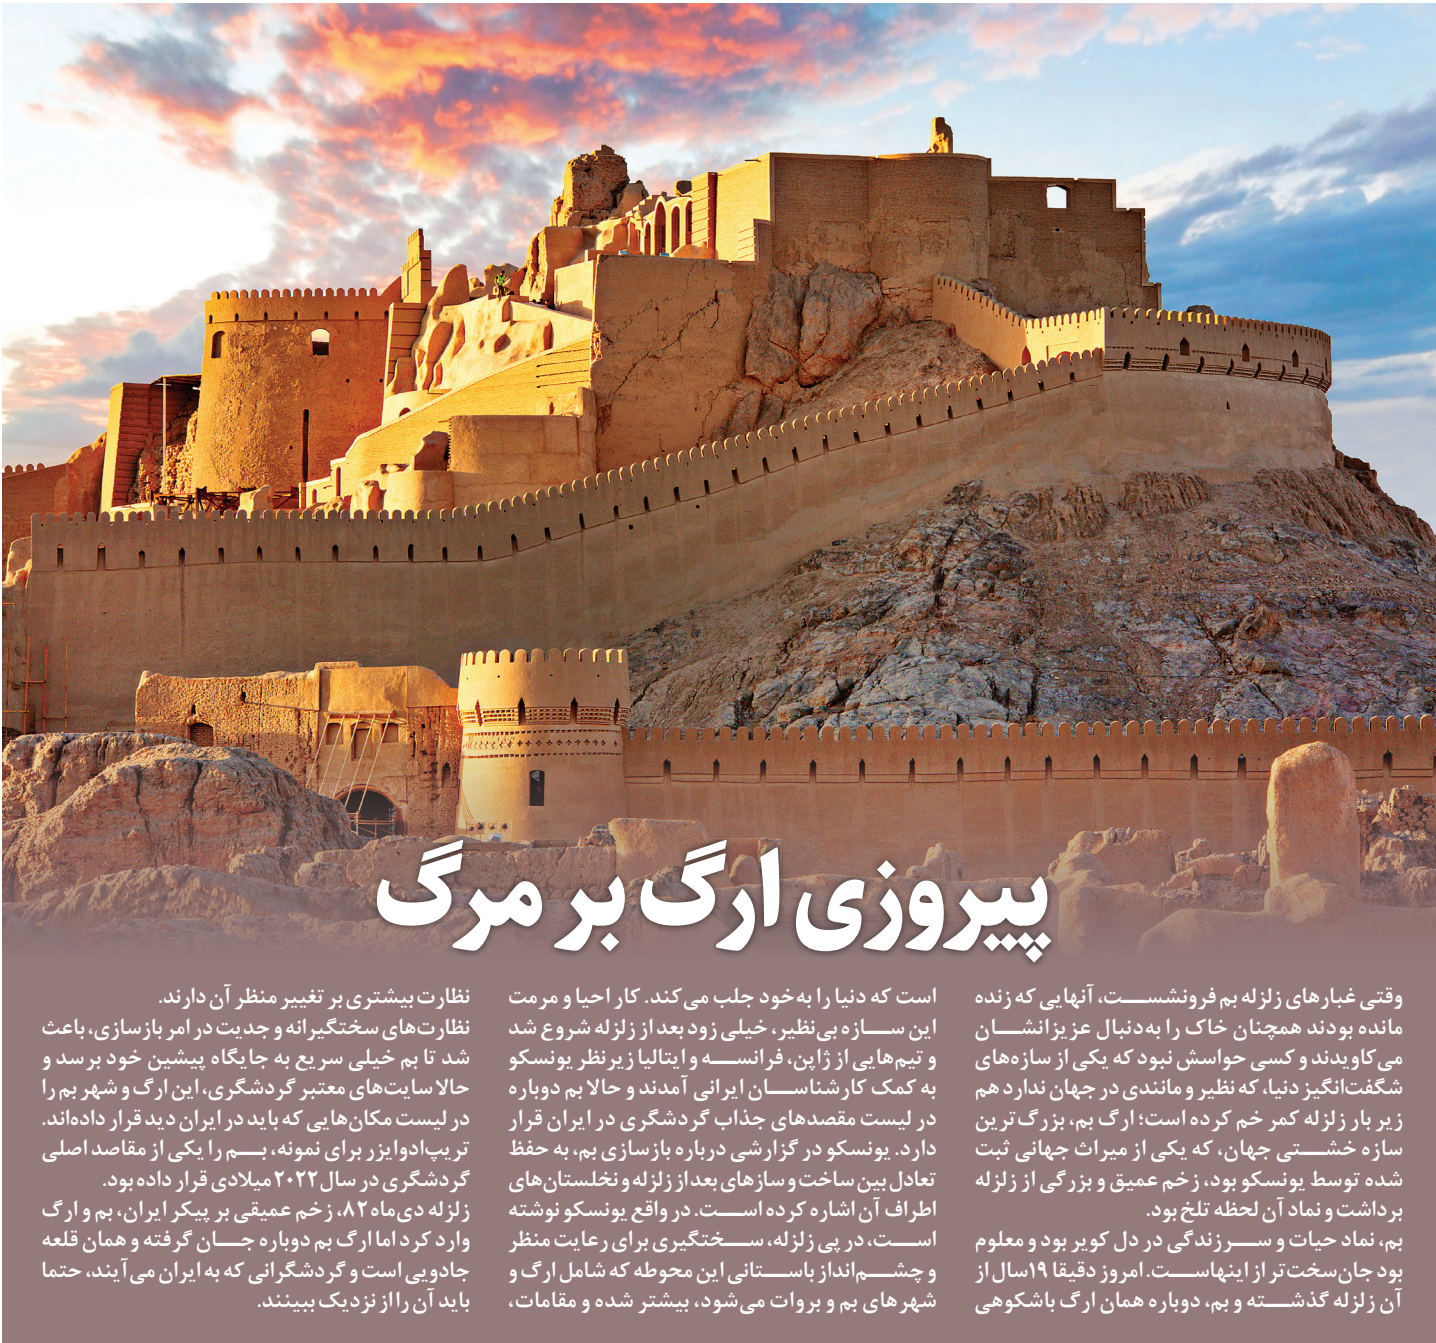 پیروزی ارگ بر مرگ
وقتی غبارهای زلزله بم فرونشست، آنهایی که زنده
مانده بودند همچنان خاک را به‌دنبال عزیزانشان
می‌کاویدند و کسی حواسش نبود که یکی از سازه‌های
شگفت‌انگیز دنیا، که نظیر و مانندی در جهان ندارد هم
زیر بار زلزله کمر خم کرده است؛ ارگ بم، بزرگ‌ترین
سازه خشتی جهان، که یکی از میراث جهانی ثبت
شده توسط یونسکو بود، زخم عمیق و بزرگی از زلزله
برداشت و نماد آن لحظه تلخ بود.
بم، نماد حیات و سرزندگی در دل کویر بود و معلوم
بود جان‌سخت‌تر از اینهاست. امروز دقیقا ۱۹سال از
آن زلزله گذشته و بم، دوباره همان ارگ باشکوهی
است که دنیا را به‌خود جلب می‌کند. کار احیا و مرمت
این سازه بی‌نظیر، خیلی زود بعد از زلزله شروع شد
و تیم‌هایی از ژاپن، فرانسه و ایتالیا زیرنظر یونسکو
به کمک کارشناسان ایرانی آمدند و حالا بم دوباره
در لیست مقصدهای جذاب گردشگری در ایران قرار
دارد. یونسکو در گزارشی درباره بازسازی بم، به حفظ
تعادل بین ساخت و سازهای بعد از زلزله و نخلستان‌های
اطراف آن اشاره کرده است. در واقع یونسکو نوشته
است، در پی زلزله، سختگیری برای رعایت منظر
و چشم‌انداز باستانی این محوطه که شامل ارگ و
شهرهای بم و بروات می‌شود، بیشتر شده و مقامات،
نظارت بیشتری بر تغییر منظر آن دارند.
نظارت‌های سختگیرانه و جدیت در امر بازسازی، باعث
شد تا بم خیلی سریع به جایگاه پیشین خود برسد و
حالا سایت‌های معتبر گردشگری، این ارگ و شهر بم را
در لیست مکان‌هایی که باید در ایران دید قرار داده‌اند.
تریپ‌ادوایزر برای نمونه، بم را یکی از مقاصد اصلی
گردشگری در سال ۲۰۲۲ میلادی قرار داده بود.
زلزله دی‌ماه ۸۲، زخم عمیقی بر پیکر ایران، بم و ارگ
وارد کرد اما ارگ بم دوباره جان گرفته و همان قلعه
جادویی است و گردشگرانی که به ایران می‌آیند، حتما
باید آن را از نزدیک ببینند.